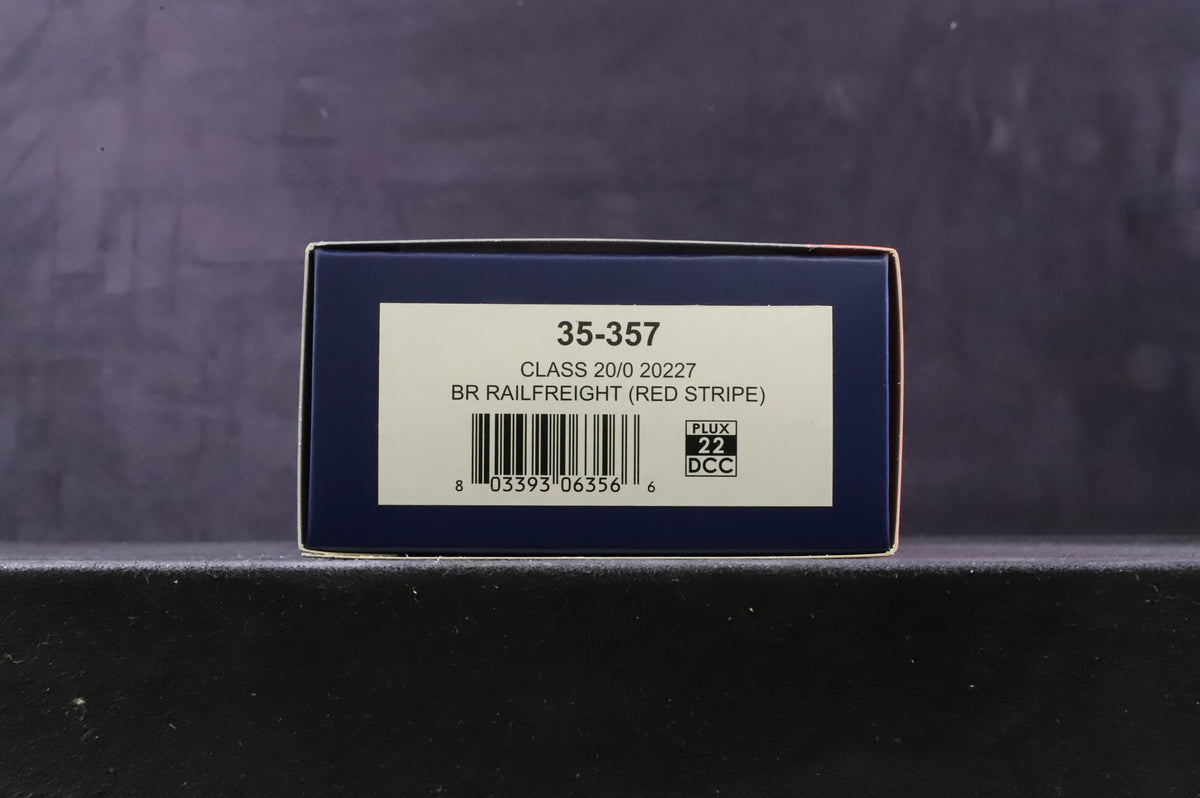 35-357
CLASS 20/0 20227
BR RAILFREIGHT (RED STRIPE)
8 03393 06356 6
PLUX
22
DCC